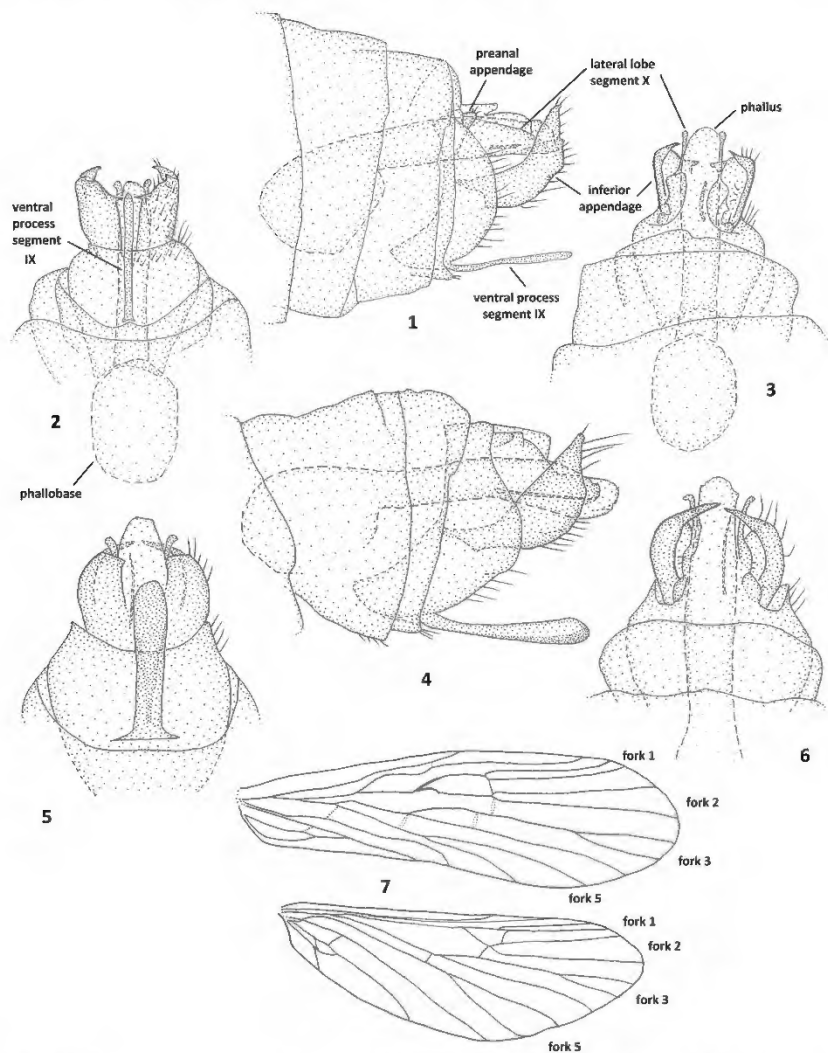 preanal
appendage
lateral lobe
segment X
phallus
ventral
process
segment
IX
inferior
appendage
ventral process
segment IX
1
2
3
phallobase
4
5
6
fork 1
fork 2
fork 3
fork 5
7
fork 1
fork 2
fork 3
fork 5